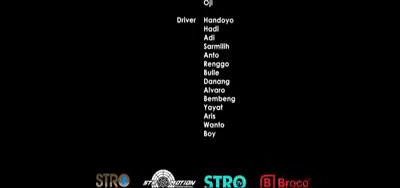 Oji
Driver Handoyo
Hadi
Adi
Sarmilih
Anto
Renggo
Bulle
Danang
Alvaro
Bembeng
Yayat
Aris
Wanto
Boy
STRO
STRO
B Broco